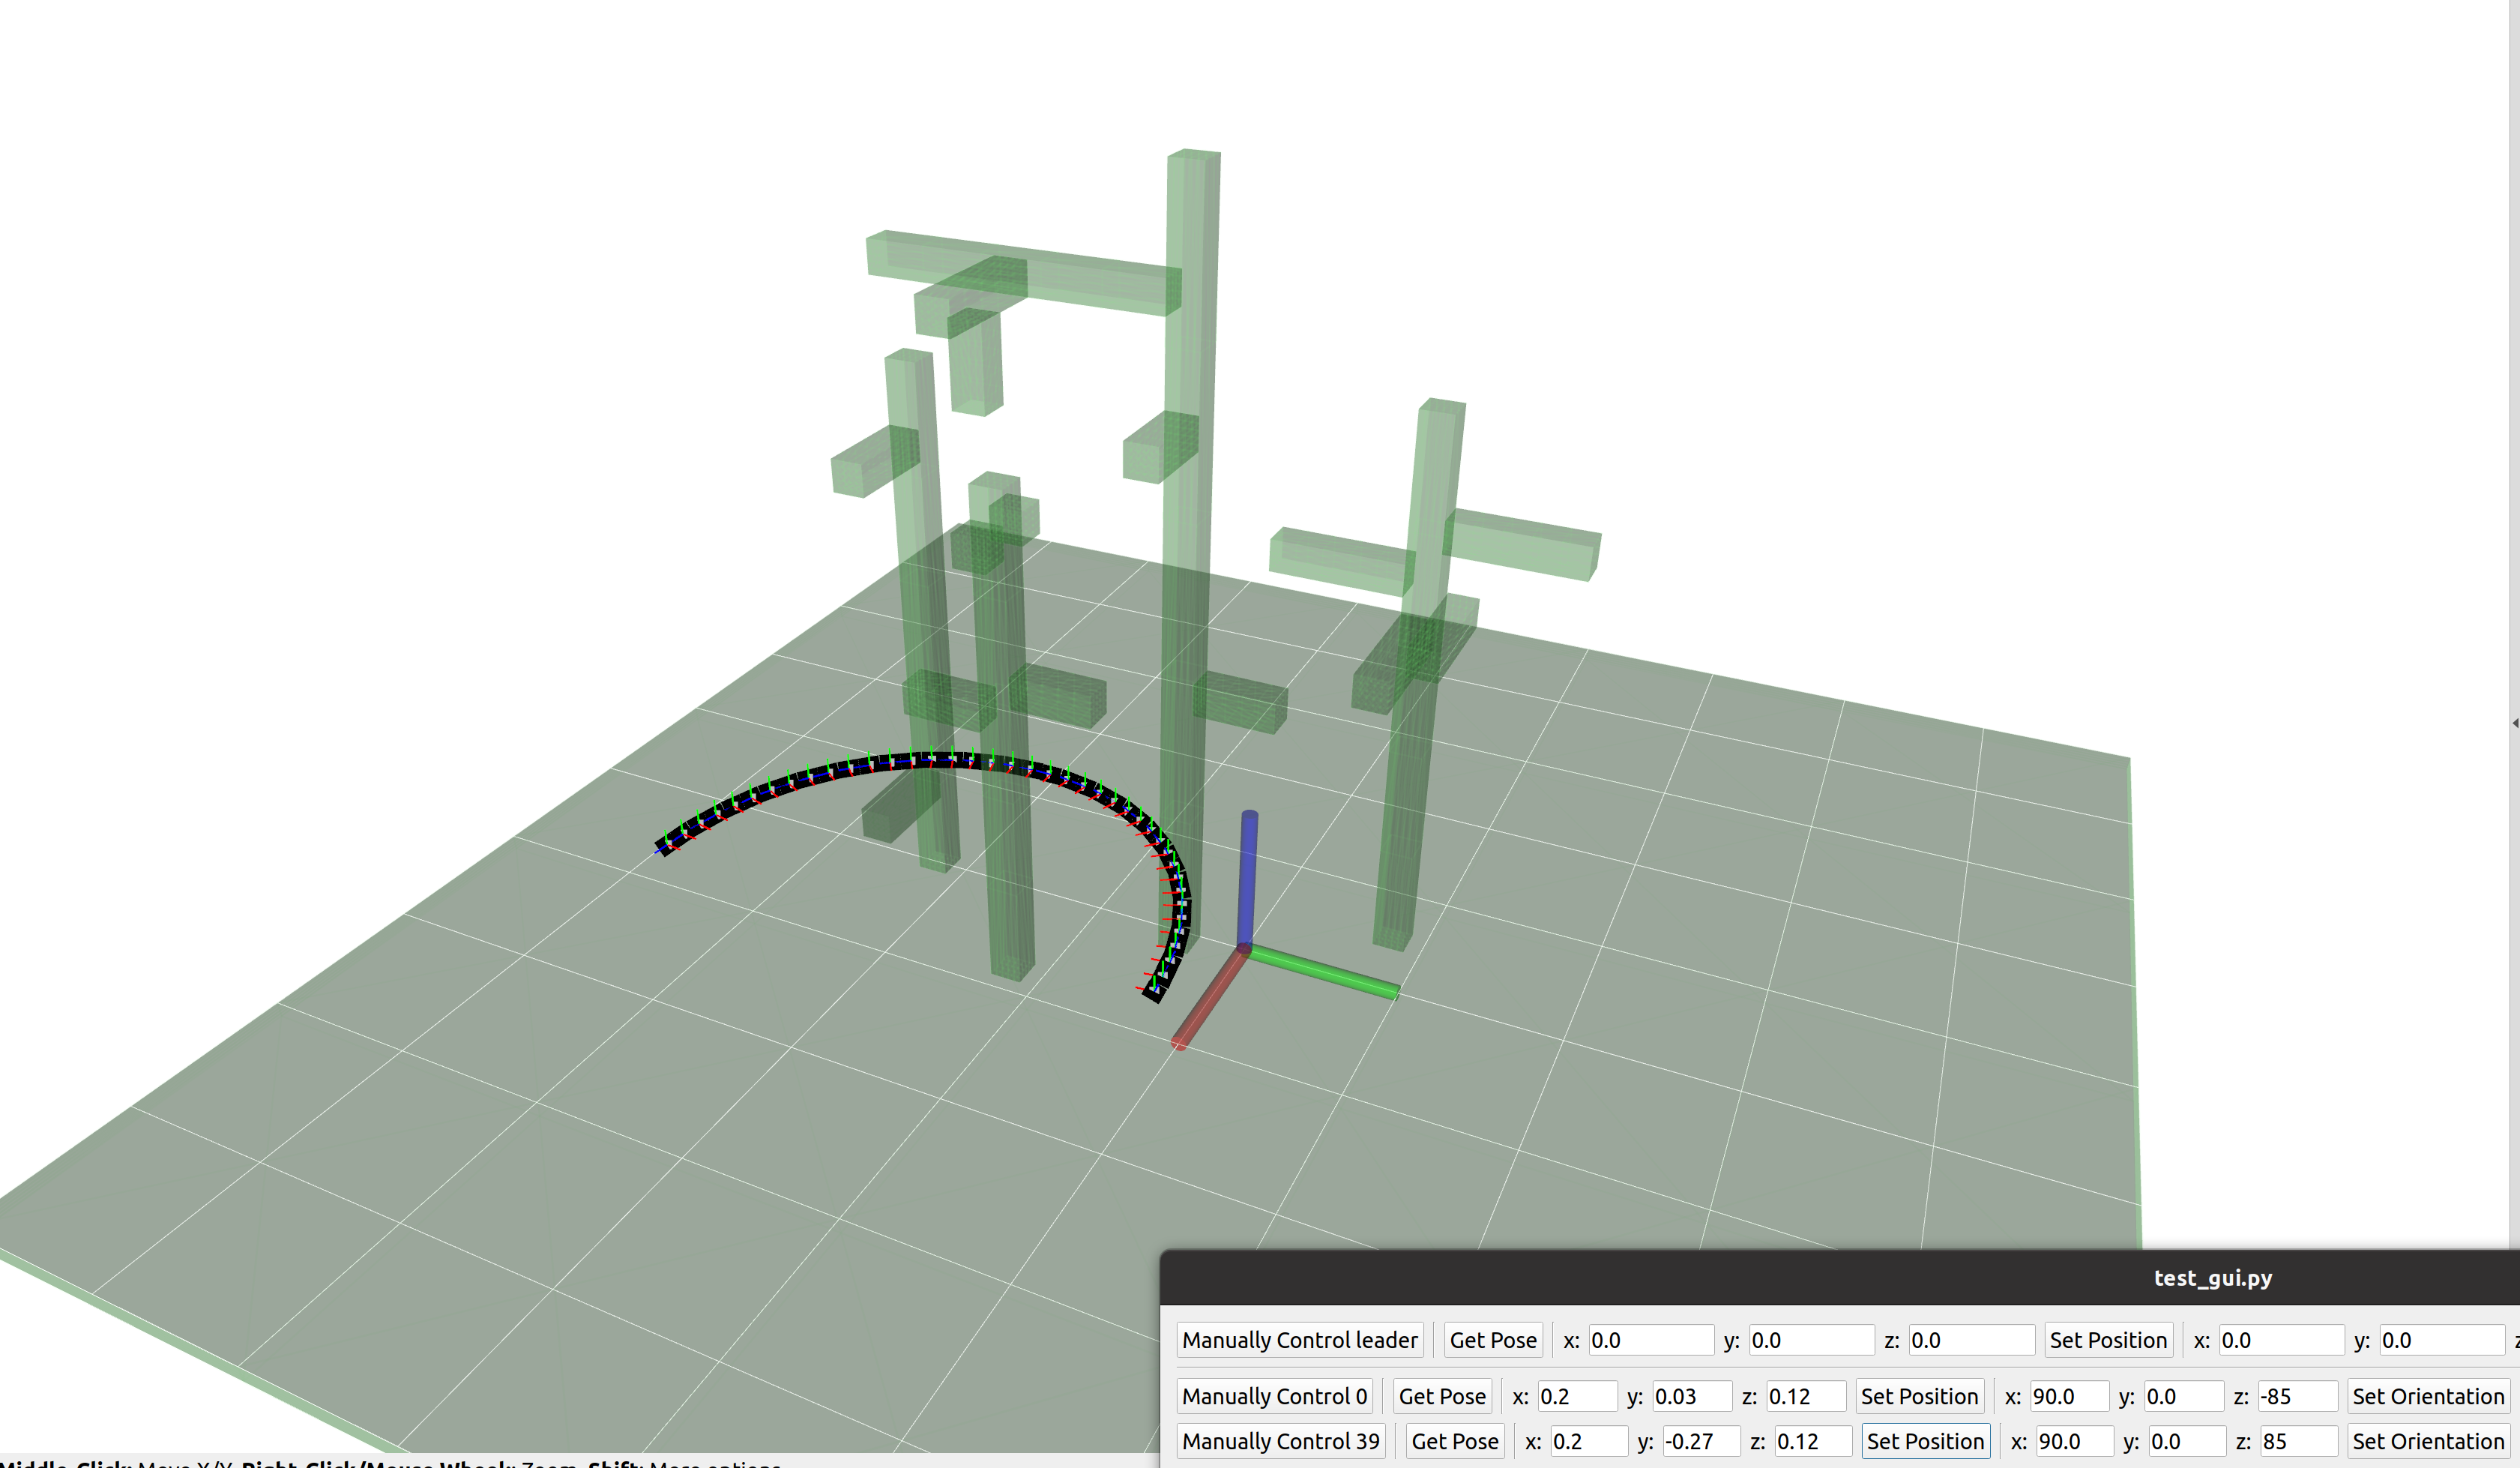 test_gui.py
Manually Control leader Get Pose x: 0.0 y: 0.0 z: 0.0 Set Position x: 0.0 y: 0.0
Manually Control 0 Get Pose x: 0.2 y: 0.03 z: 0.12 Set Position x: 90.0 y: 0.0 z: -85 Set Orientation
Manually Control 39 Get Pose x: 0.2 y: -0.27 z: 0.12 Set Position x: 90.0 y: 0.0 z: 85 Set Orientation
Middle-Click: Move X/Y. Right-Click/Mouse Wheel: Zoom. Shift: More options.